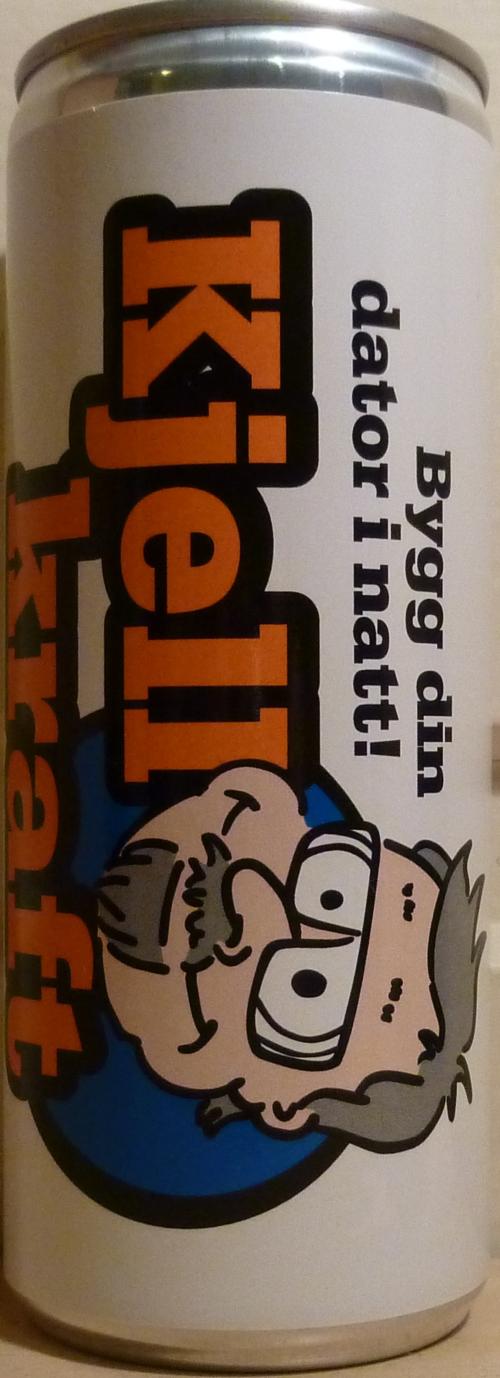 Bygg din
dator i natt!
Kjell
kraft